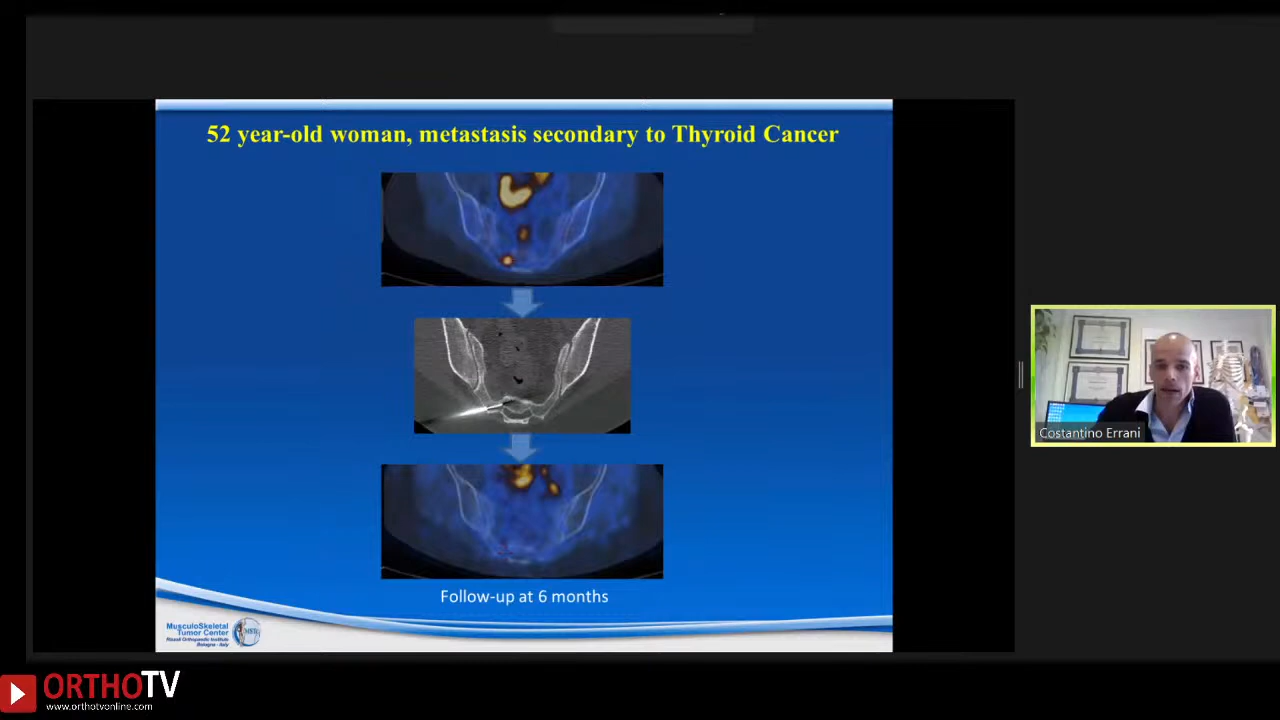 52 year-old woman, metastasis secondary to Thyroid Cancer
Costantino Errani
Follow-up at 6 months
MusculoSkeletal
Tumor Center
Rizzoli Orthopaedic Institute
Bologna - Italy
ORTHOTV
www.orthotvonline.com